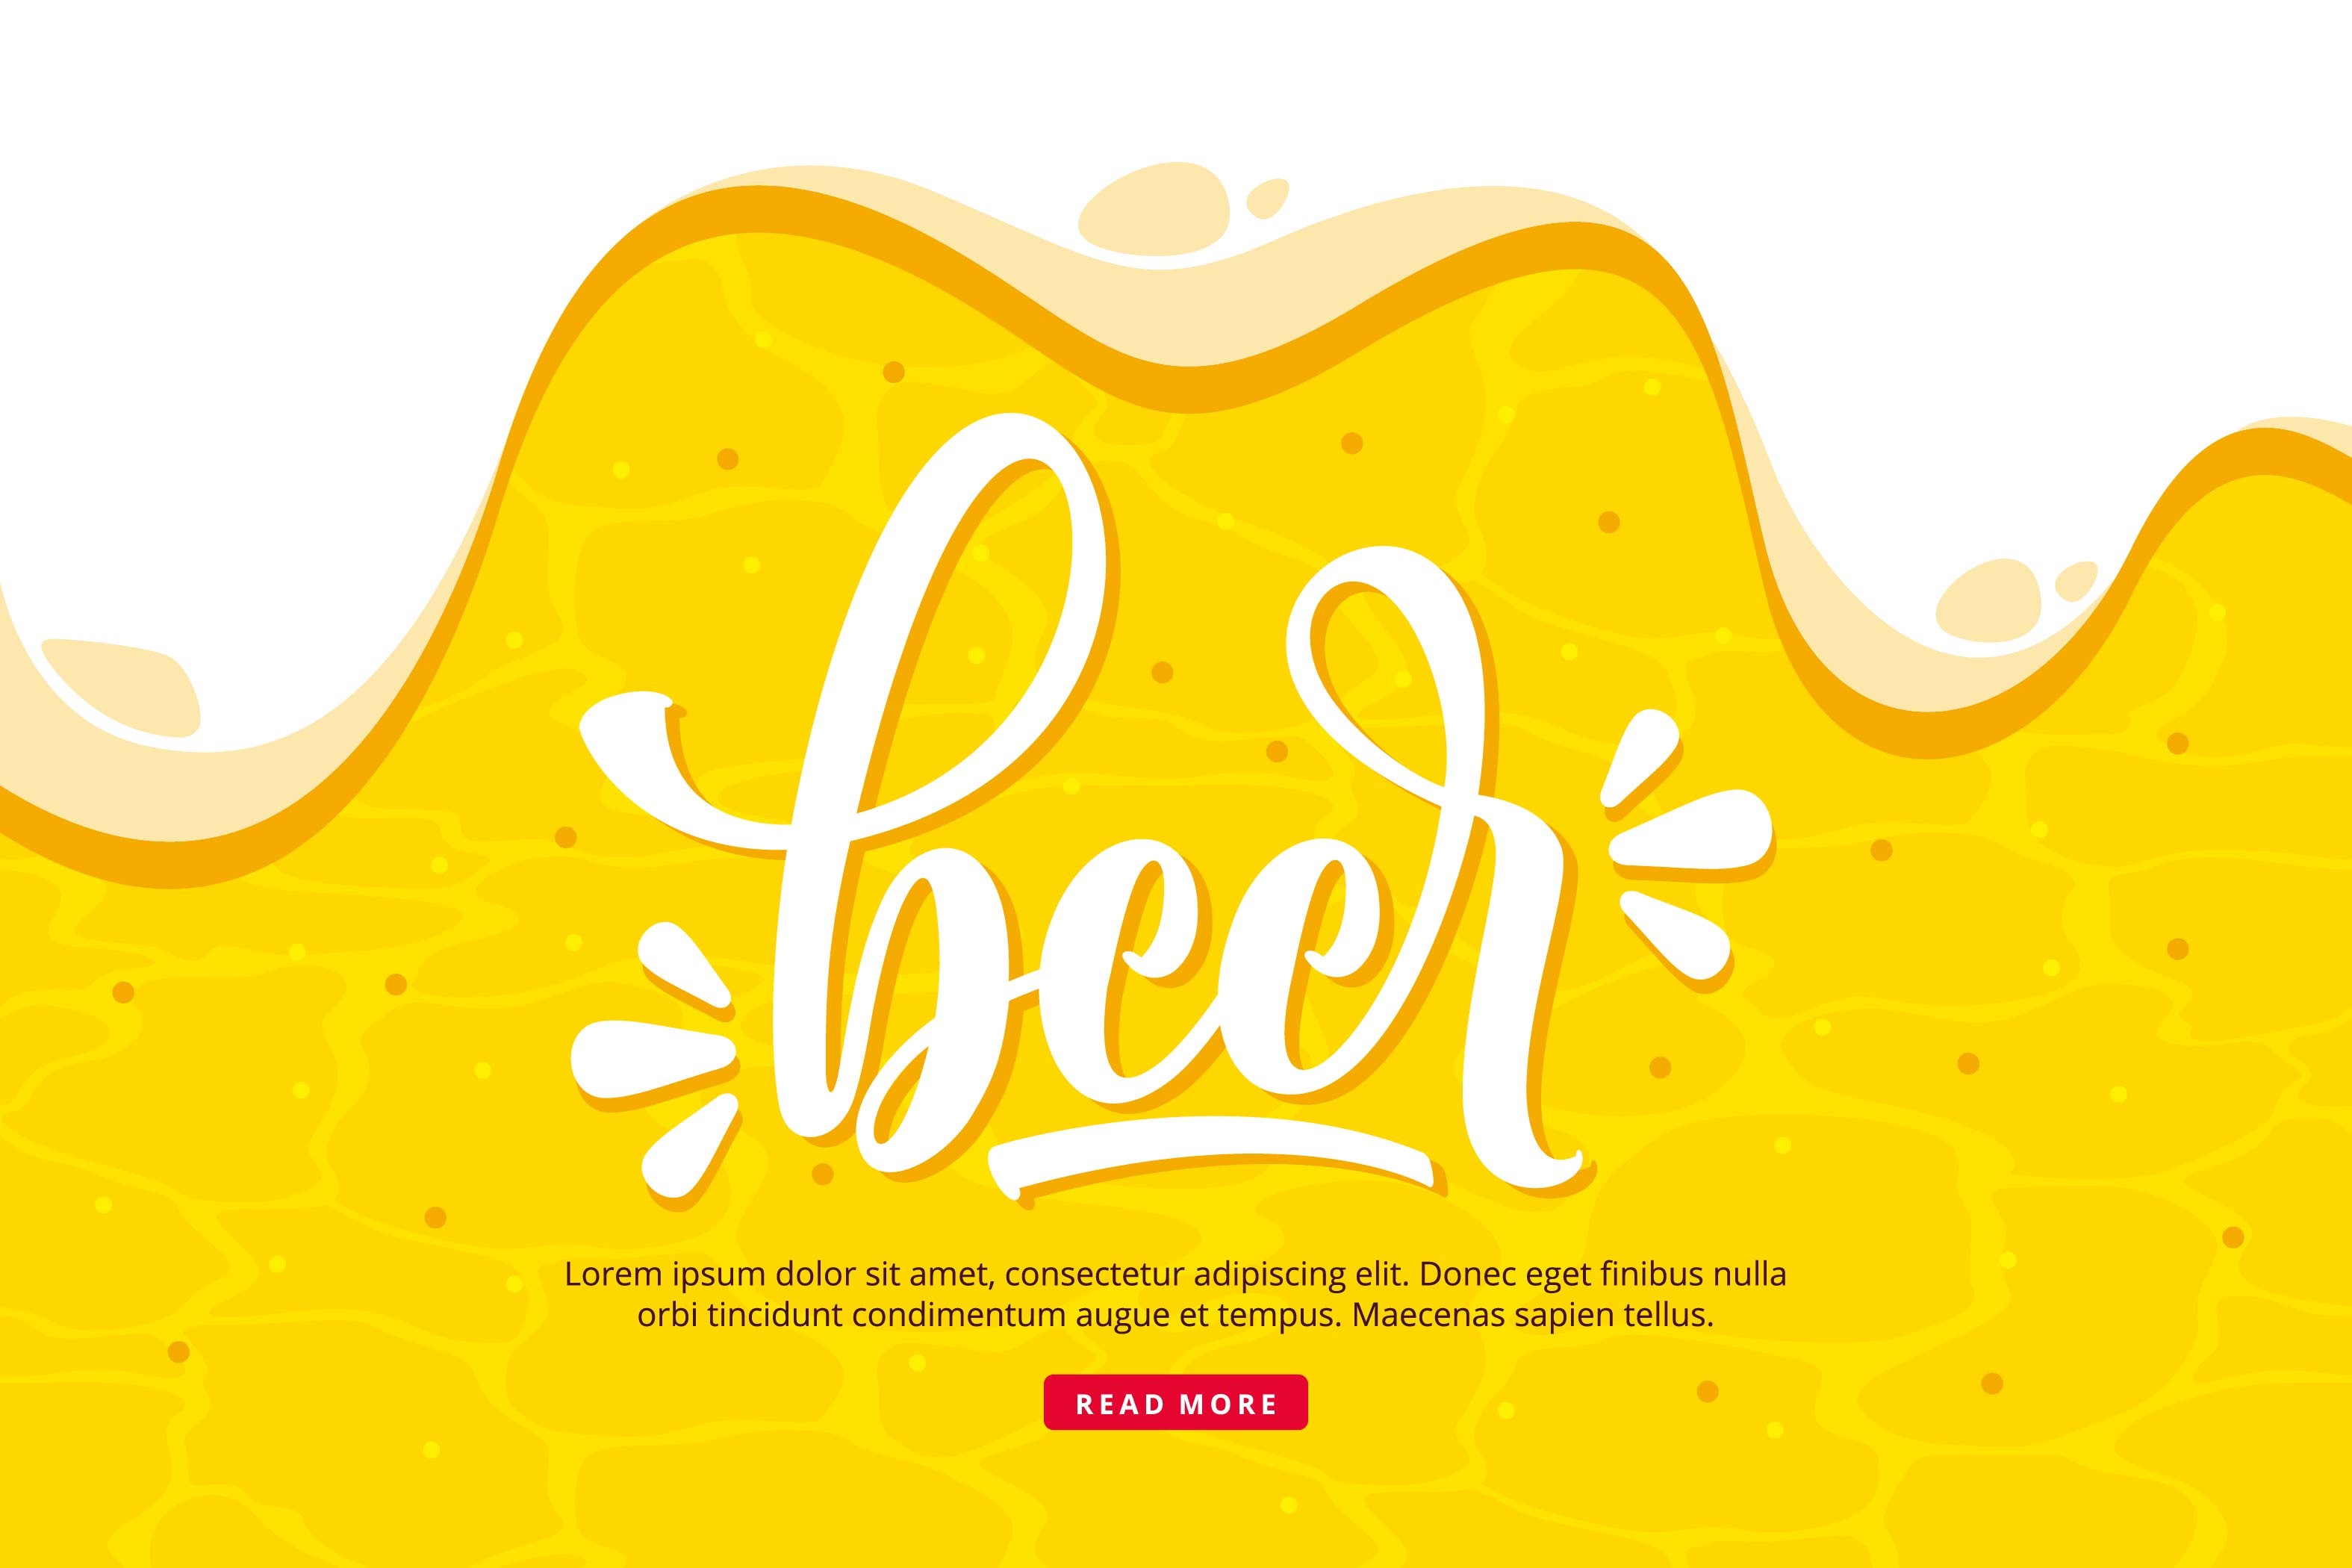 beer
Lorem ipsum dolor sit amet, consectetur adipiscing elit. Donec eget finibus nulla
orbi tincidunt condimentum augue et tempus. Maecenas sapien tellus.
READ MORE